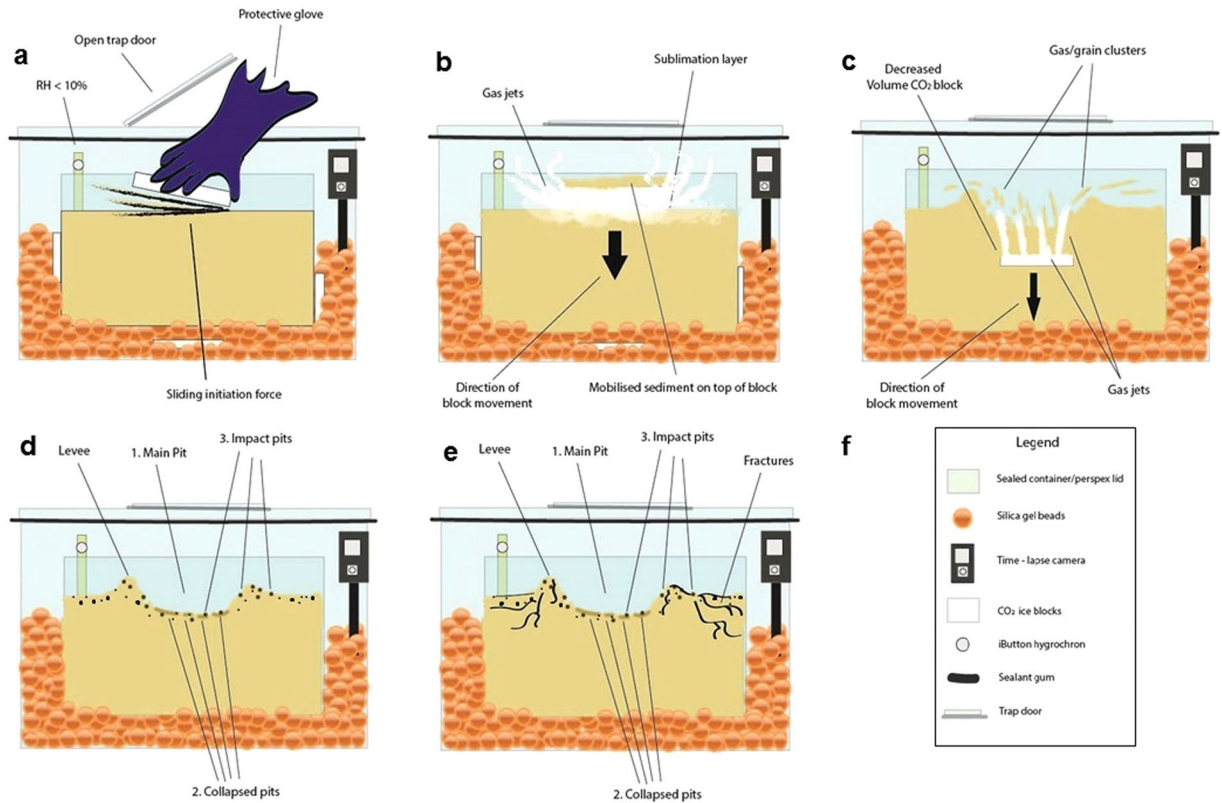 a
Open trap door
Protective glove
RH < 10%
Sliding initiation force
b
Gas jets
Sublimation layer
Direction of
block movement
Mobilised sediment on top of block
c
Decreased
Volume CO₂ block
Gas/grain clusters
Direction of
block movement
Gas jets
d
Levee
1. Main Pit
3. Impact pits
2. Collapsed pits
e
Levee
1. Main Pit
3. Impact pits
Fractures
2. Collapsed pits
f
Legend
Sealed container/perspex lid
Silica gel beads
Time - lapse camera
CO₂ ice blocks
iButton hygrochron
Sealant gum
Trap door